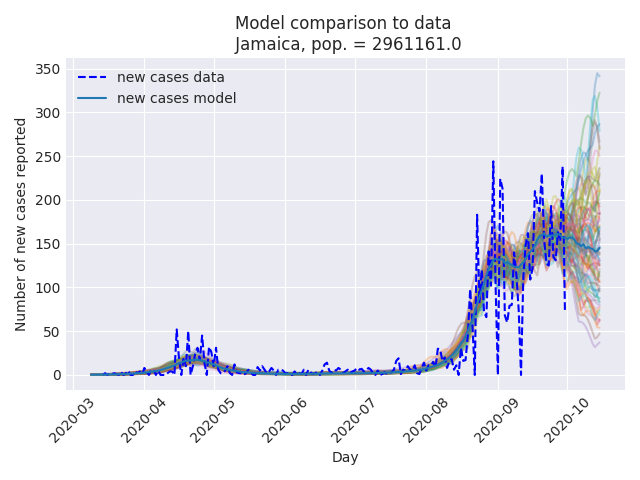 Model comparison to data
Jamaica, pop. = 2961161.0
new cases data
new cases model
Number of new cases reported
350
300
250
200
150
100
50
0
2020-03
2020-04
2020-05
2020-06
2020-07
2020-08
2020-09
2020-10
Day